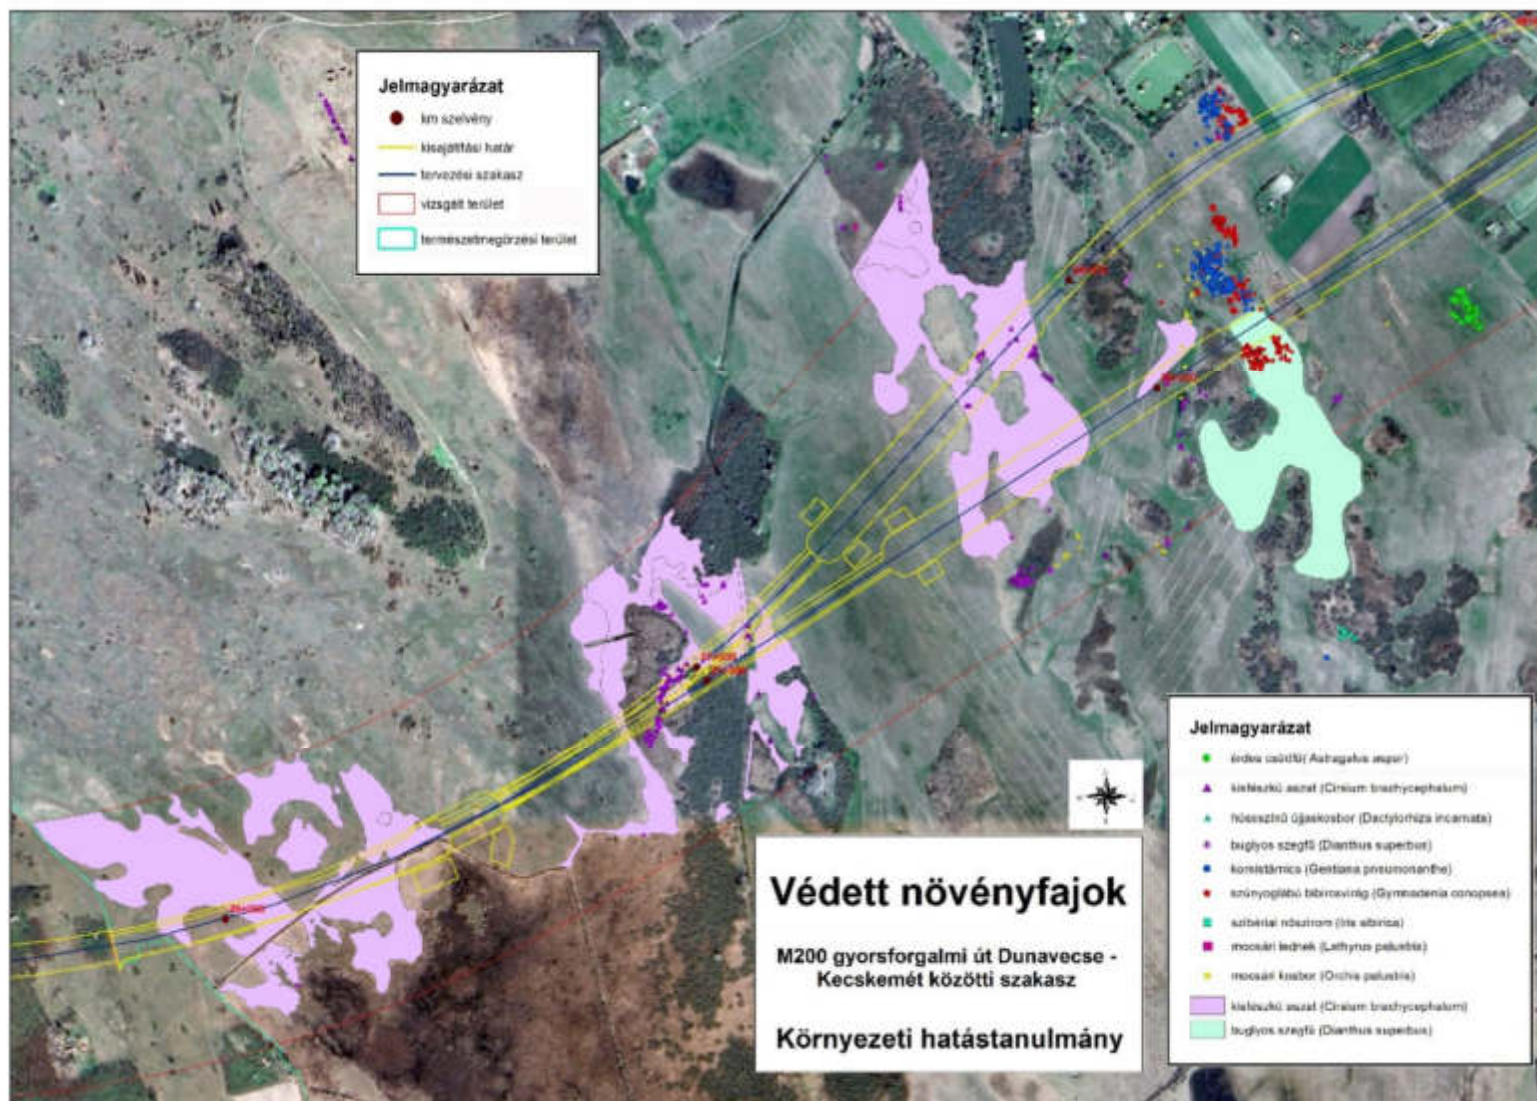 Jelmagyarázat
km szelvény
kisajátítási határ
tervezési szakasz
vizsgált terület
természetmegőrzési terület
Jelmagyarázat
érdes csüdfű( Astragalus asper)
kisfészkű aszat (Cirsium brachycephalum)
hússzínű ujjaskosbor (Dactylorhiza incarnata)
buglyos szegfű (Dianthus superbus)
kornistárnics (Gentiana pneumonanthe)
szúnyoglábú bibircsvirág (Gymnadenia conopsea)
szibériai nőszirom (Iris sibirica)
mocsári lednek (Lathyrus palustris)
mocsári kosbor (Orchis palustris)
kisfészkű aszat (Cirsium brachycephalum)
buglyos szegfű (Dianthus superbus)
Védett növényfajok
M200 gyorsforgalmi út Dunavecse -
Kecskemét közötti szakasz
Környezeti hatástanulmány